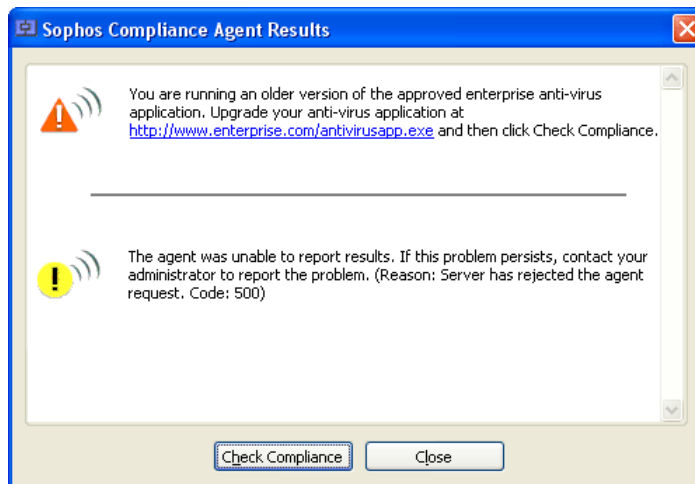 Sophos Compliance Agent Results
You are running an older version of the approved enterprise anti-virus
application. Upgrade your anti-virus application at
http://www.enterprise.com/antivirusapp.exe and then click Check Compliance.
The agent was unable to report results. If this problem persists, contact your
administrator to report the problem. (Reason: Server has rejected the agent
request. Code: 500)
Check Compliance
Close